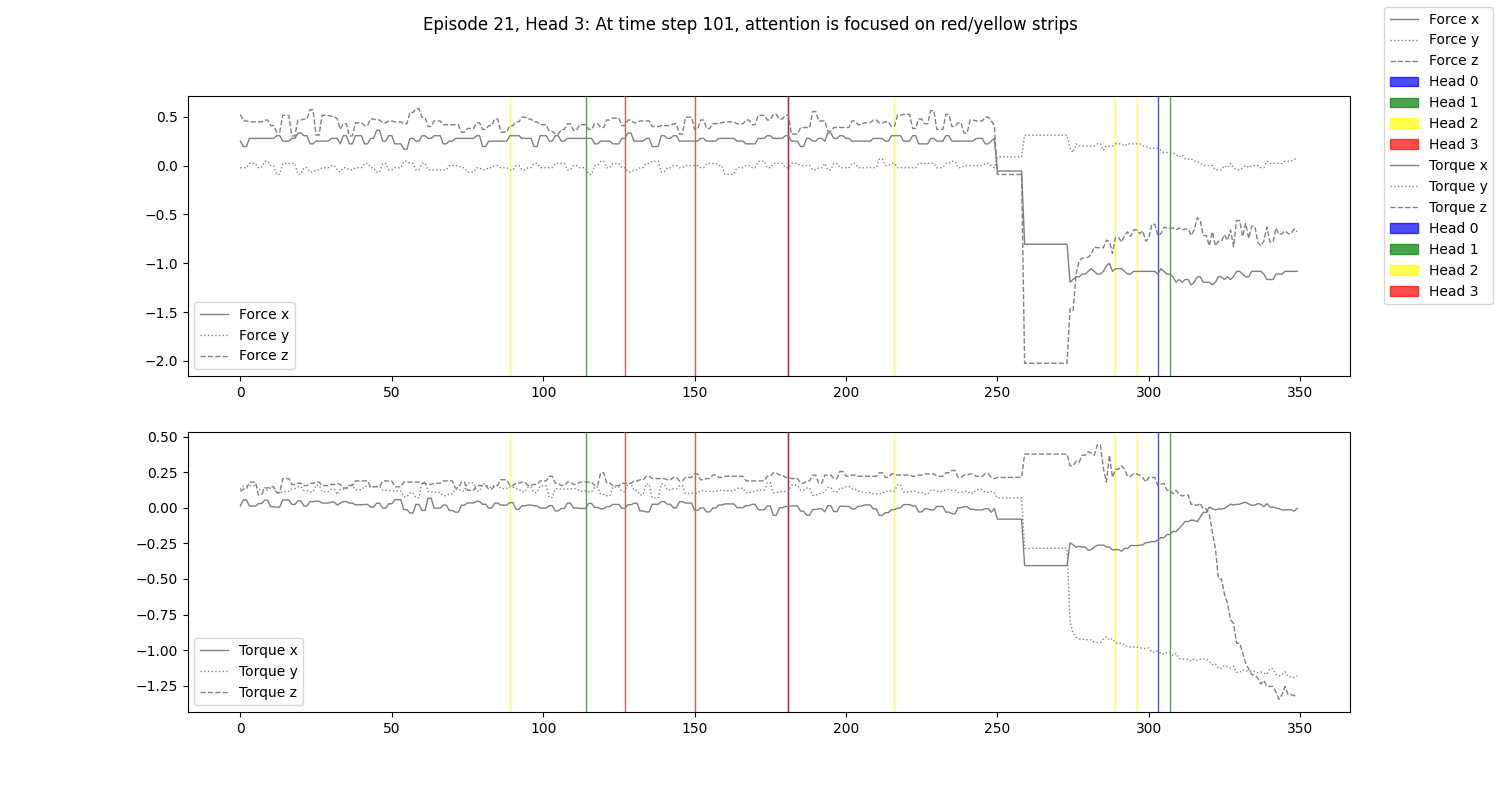 Episode 21, Head 3: At time step 101, attention is focused on red/yellow strips
Force x
Force y
Force z
Head 0
Head 1
Head 2
Head 3
Torque x
Torque y
Torque z
Head 0
Head 1
Head 2
Head 3
0.5
0.0
−0.5
−1.0
−1.5
−2.0
Force x
Force y
Force z
0 50 100 150 200 250 300 350
0.50
0.25
0.00
−0.25
−0.50
−0.75
−1.00
−1.25
Torque x
Torque y
Torque z
0 50 100 150 200 250 300 350